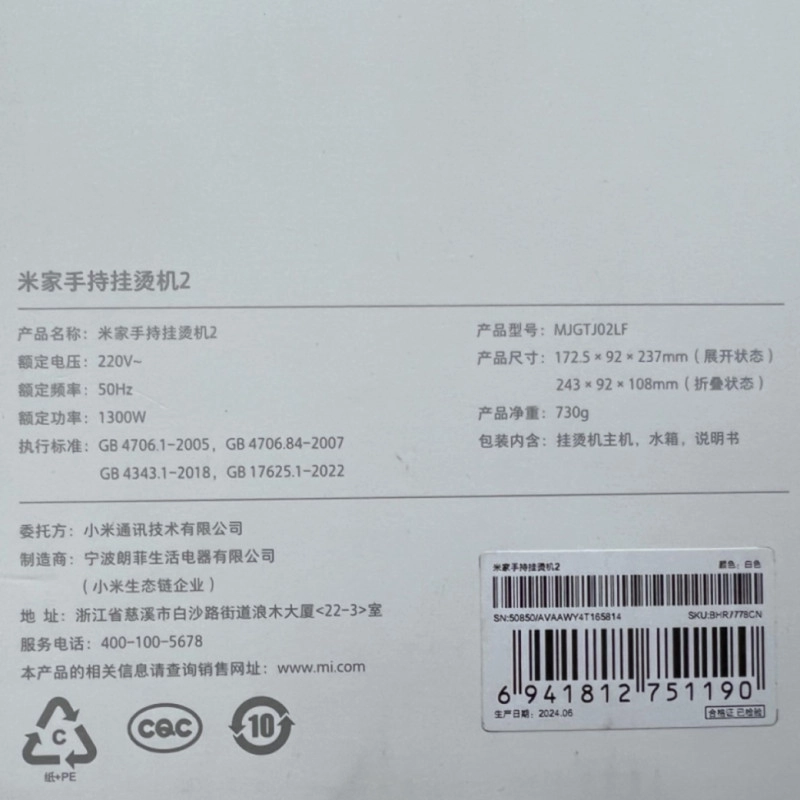 米家手持挂烫机2
产品名称：米家手持挂烫机2
额定电压：220V~
额定频率：50Hz
额定功率：1300W
执行标准：GB 4706.1-2005，GB 4706.84-2007
GB 4343.1-2018，GB 17625.1-2022
产品型号：MJGTJ02LF
产品尺寸：172.5×92×237mm（展开状态）
243×92×108mm（折叠状态）
产品净重：730g
包装内含：挂烫机主机，水箱，说明书
委托方：小米通讯技术有限公司
制造商：宁波朗菲生活电器有限公司
（小米生态链企业）
地 址：浙江省慈溪市白沙路街道浪木大厦<22-3>室
服务电话：400-100-5678
本产品的相关信息请查询销售网址：www.mi.com
C
纸+PE
CQC
10
米家手持挂烫机2 颜色：白色
SN:50850/AVAAWY4T165814 SKU:BHR7778CN
6 941812 751190
生产日期：2024.06 合格证 已检验